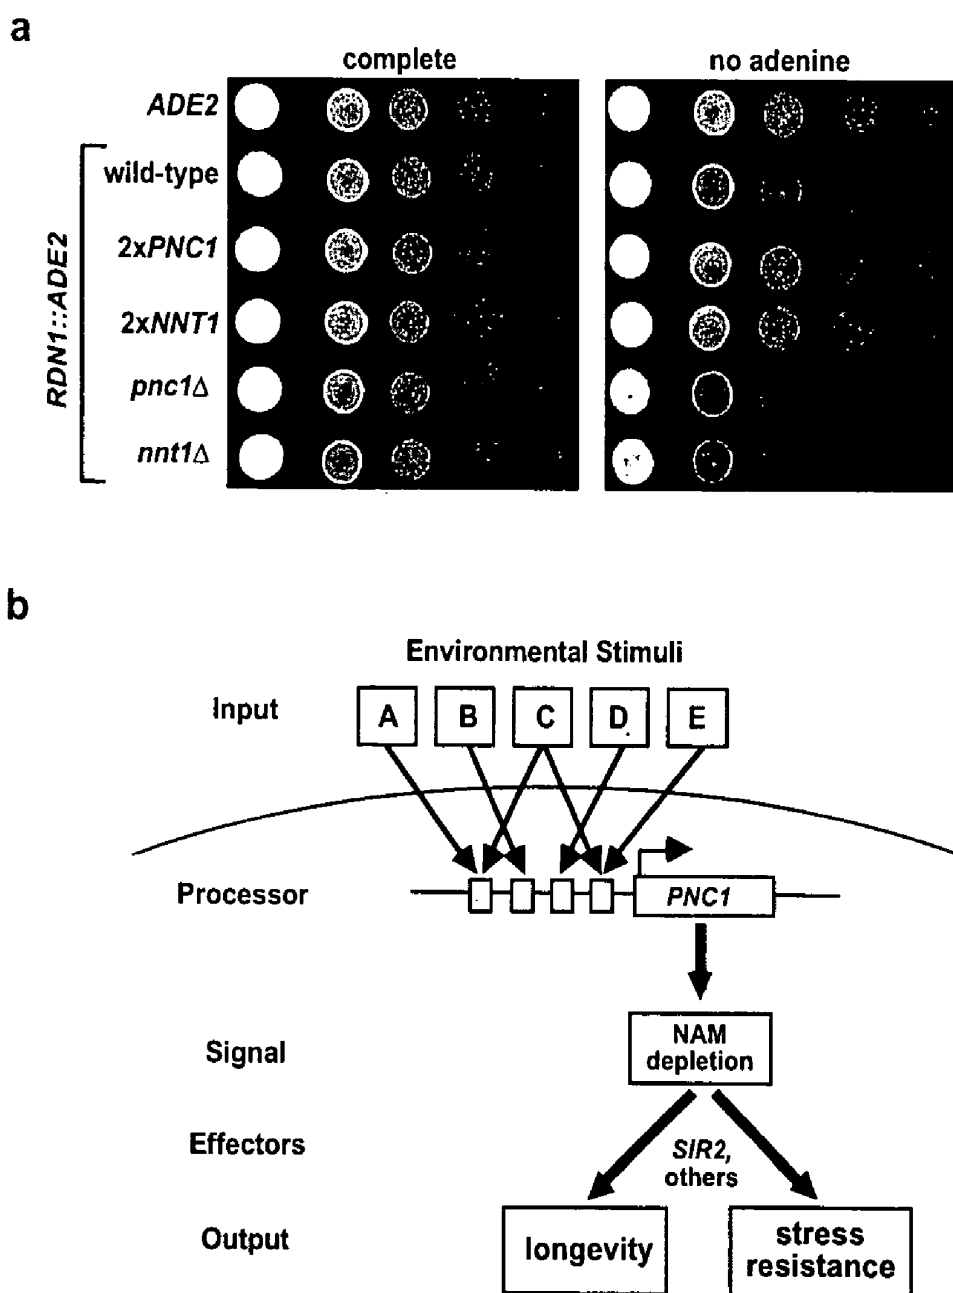 a
complete
no adenine
ADE2
wild-type
2xPNC1
2xNNT1
pnc1Δ
nnt1Δ
RDN1::ADE2
b
Environmental Stimuli
Input
A B C D E
Processor
PNC1
Signal
NAM
depletion
Effectors
SIR2,
others
Output
longevity
stress
resistance